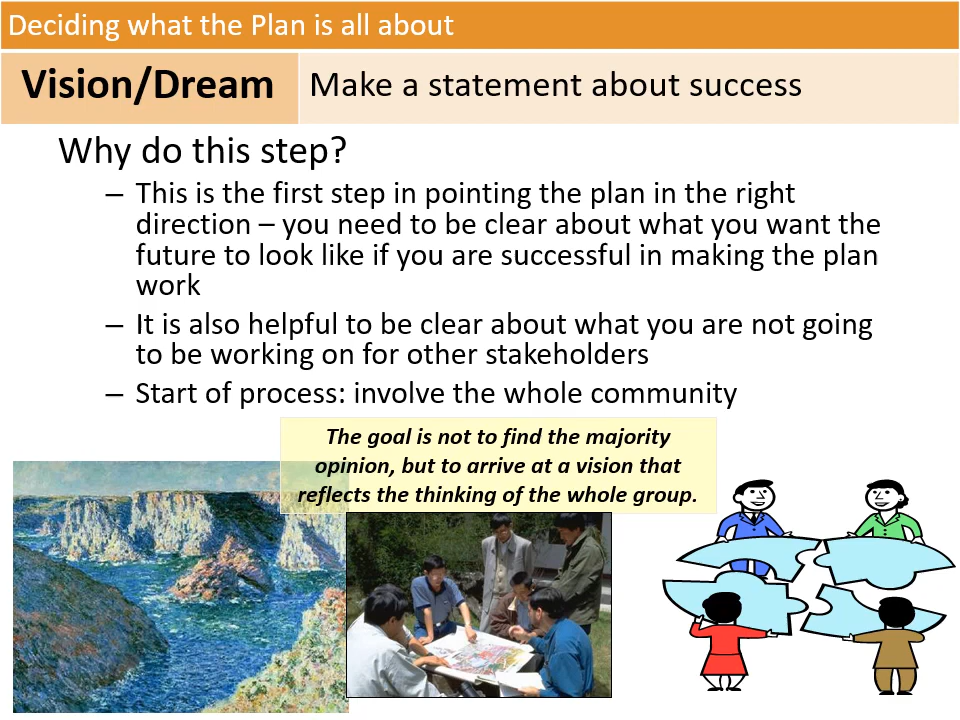 Deciding what the Plan is all about
Vision/Dream
Make a statement about success
Why do this step?
– This is the first step in pointing the plan in the right
direction – you need to be clear about what you want the
future to look like if you are successful in making the plan
work
– It is also helpful to be clear about what you are not going
to be working on for other stakeholders
– Start of process: involve the whole community
The goal is not to find the majority
opinion, but to arrive at a vision that
reflects the thinking of the whole group.